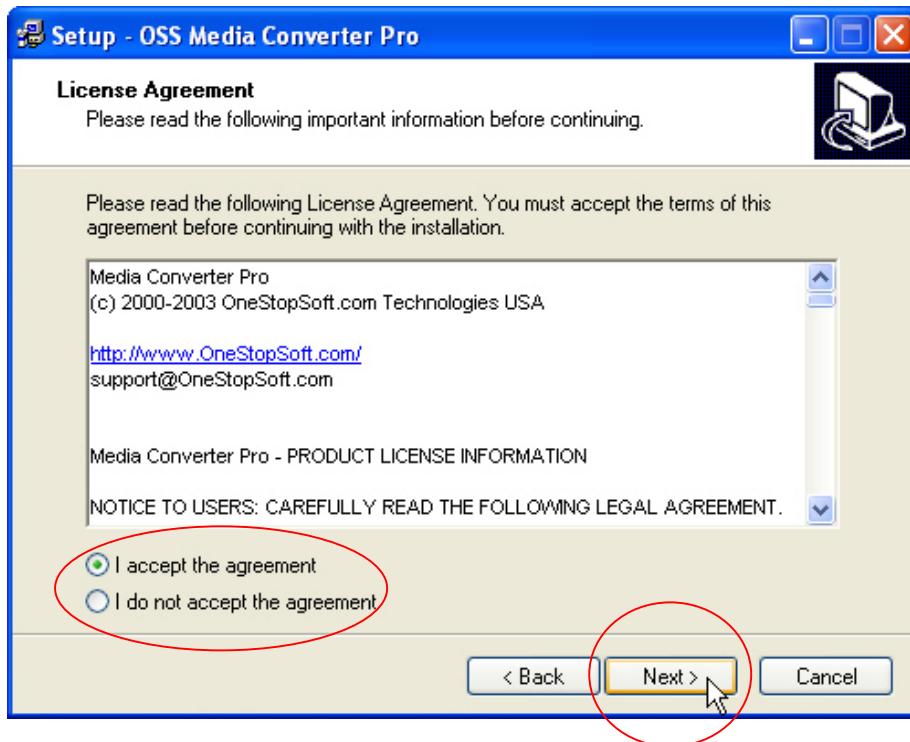 Setup - OSS Media Converter Pro
License Agreement
Please read the following important information before continuing.
Please read the following License Agreement. You must accept the terms of this
agreement before continuing with the installation.
Media Converter Pro
(c) 2000-2003 OneStopSoft.com Technologies USA
http://www.OneStopSoft.com/
support@OneStopSoft.com
Media Converter Pro - PRODUCT LICENSE INFORMATION
NOTICE TO USERS: CAREFULLY READ THE FOLLOWING LEGAL AGREEMENT.
I accept the agreement
I do not accept the agreement
< Back Next > Cancel